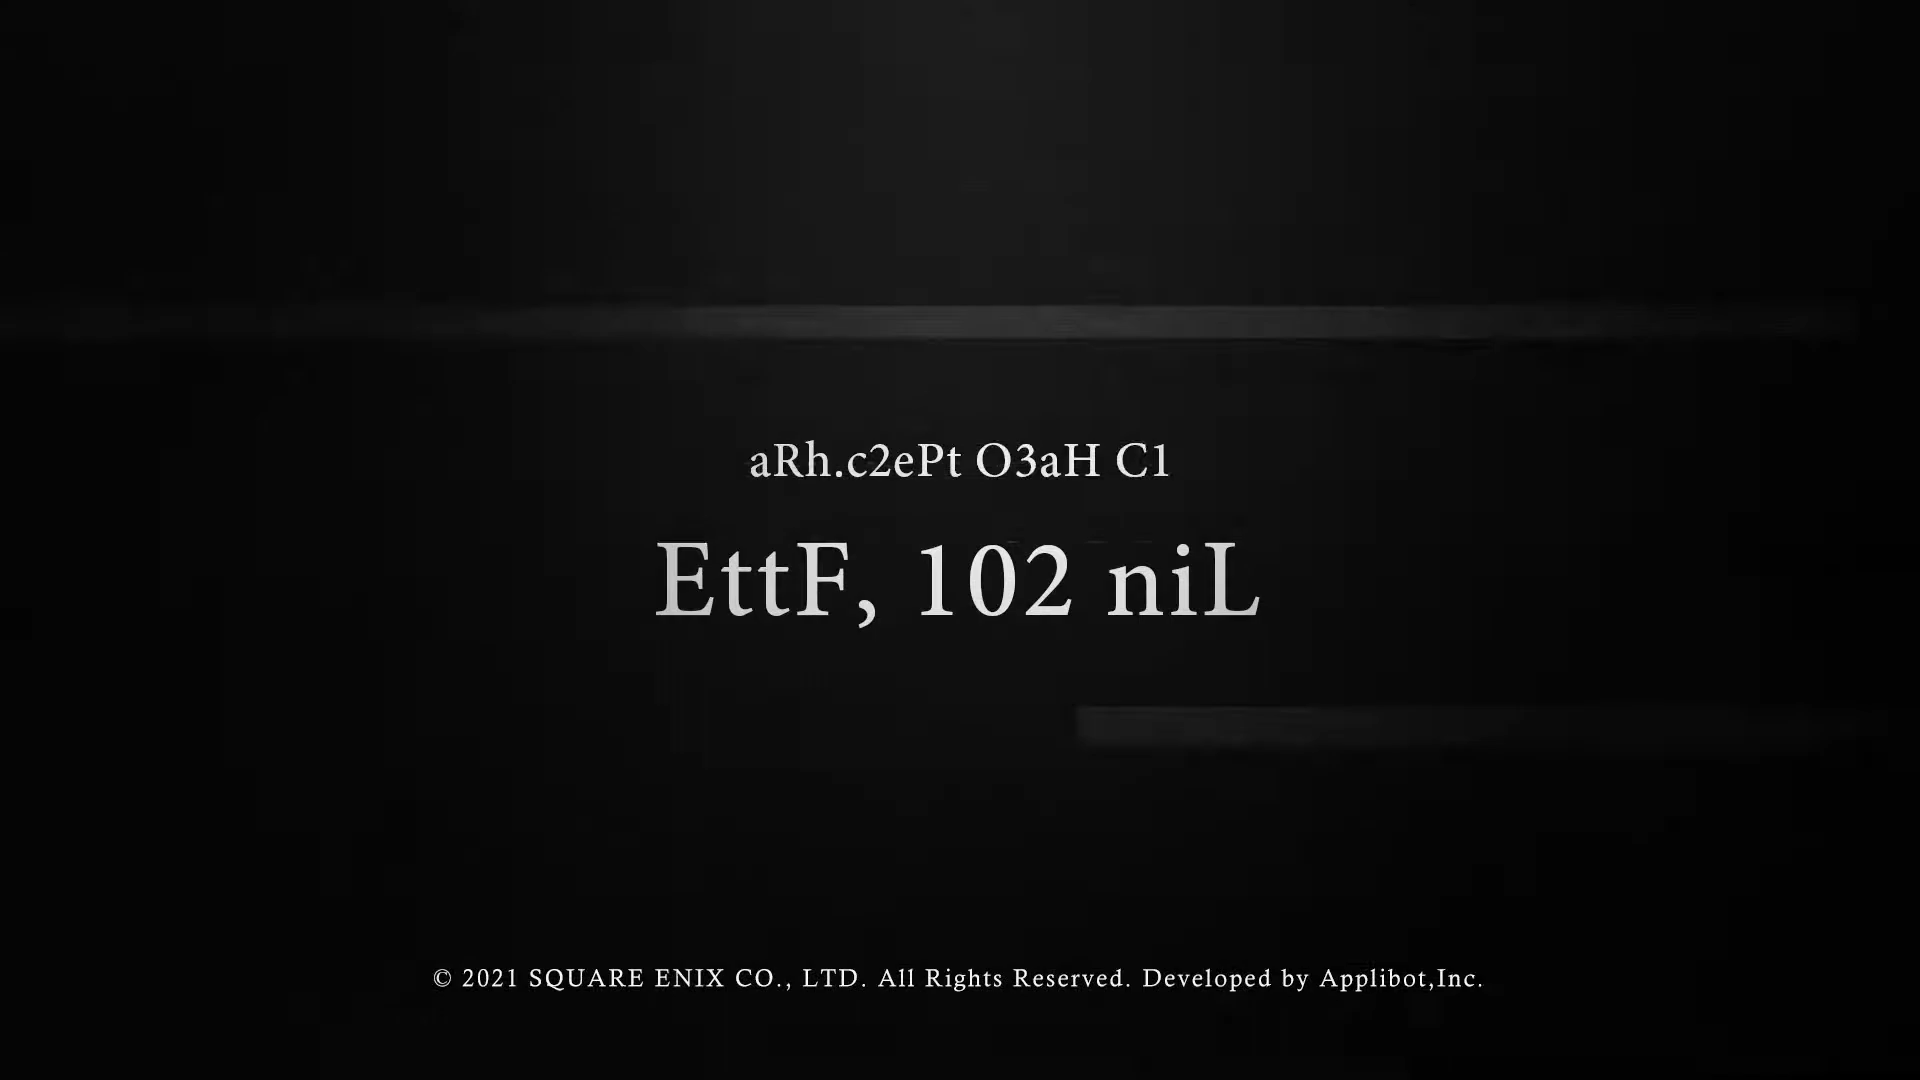 aRh.c2ePt O3aH C1
EttF, 102 niL
© 2021 SQUARE ENIX CO., LTD. All Rights Reserved. Developed by Applibot,Inc.